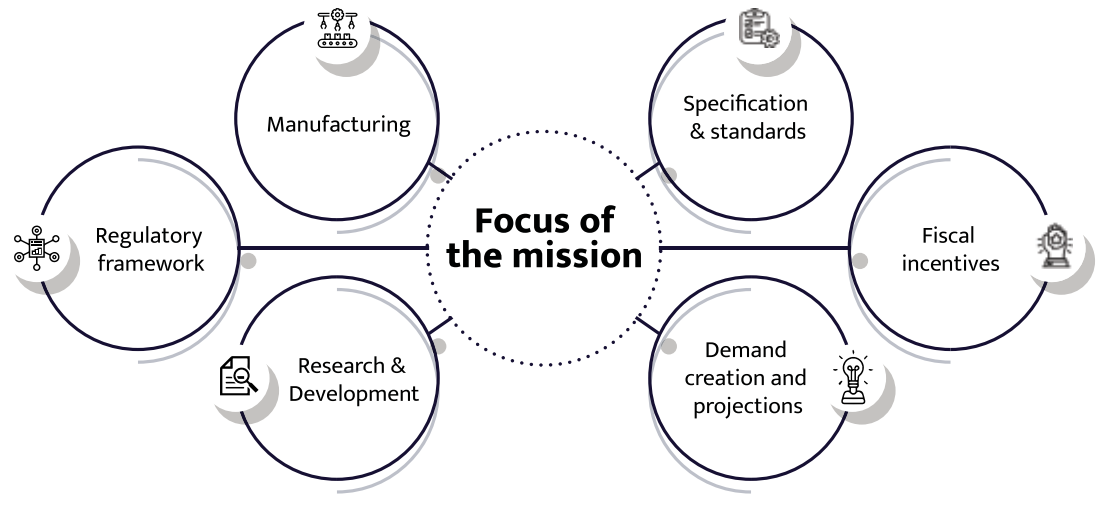 Manufacturing
Specification
& standards
Regulatory
framework
Focus of
the mission
Fiscal
incentives
Research &
Development
Demand
creation and
projections